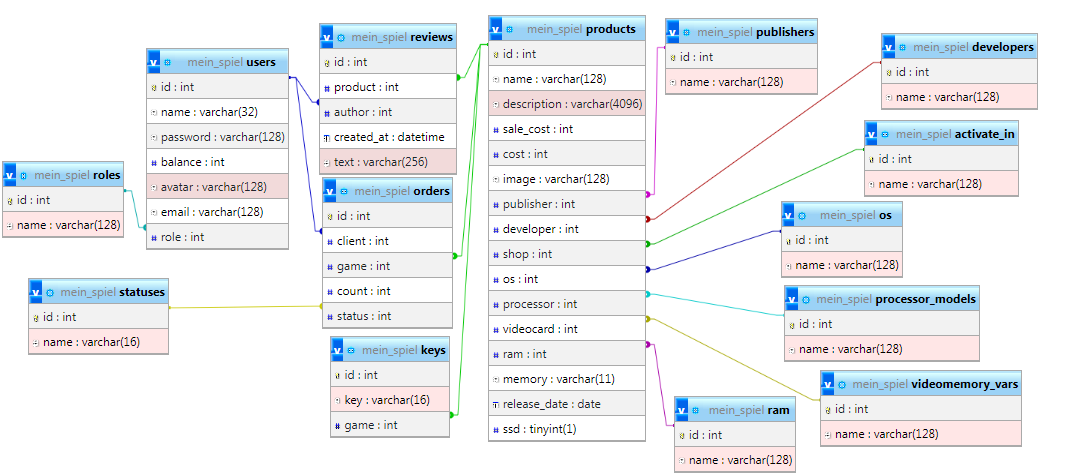 mein_spiel roles
id : int
name : varchar(128)
mein_spiel statuses
id : int
name : varchar(16)
mein_spiel users
id : int
name : varchar(32)
password : varchar(128)
balance : int
avatar : varchar(128)
email : varchar(128)
role : int
mein_spiel reviews
id : int
product : int
author : int
created_at : datetime
text : varchar(256)
mein_spiel orders
id : int
client : int
game : int
count : int
status : int
mein_spiel keys
id : int
key : varchar(16)
game : int
mein_spiel products
id : int
name : varchar(128)
description : varchar(4096)
sale_cost : int
cost : int
image : varchar(128)
publisher : int
developer : int
shop : int
os : int
processor : int
videocard : int
ram : int
memory : varchar(11)
release_date : date
ssd : tinyint(1)
mein_spiel publishers
id : int
name : varchar(128)
mein_spiel developers
id : int
name : varchar(128)
mein_spiel activate_in
id : int
name : varchar(128)
mein_spiel os
id : int
name : varchar(128)
mein_spiel processor_models
id : int
name : varchar(128)
mein_spiel videomemory_vars
id : int
name : varchar(128)
mein_spiel ram
id : int
name : varchar(128)